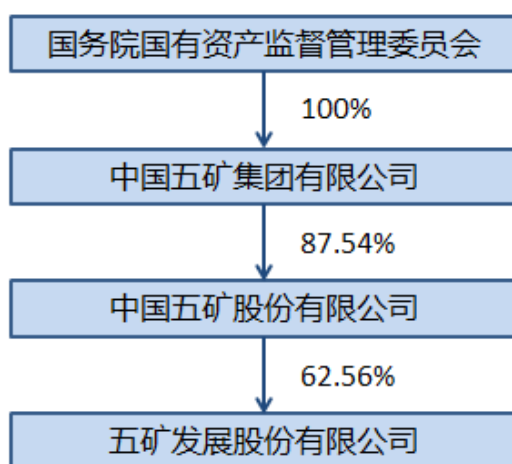 国务院国有资产监督管理委员会
100%
中国五矿集团有限公司
87.54%
中国五矿股份有限公司
62.56%
五矿发展股份有限公司